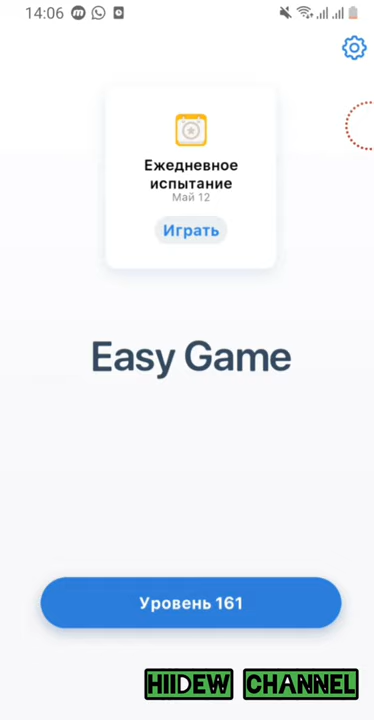 14:06
Ежедневное
испытание
Май 12
Играть
Easy Game
Уровень 161
HIIDEW CHANNEL